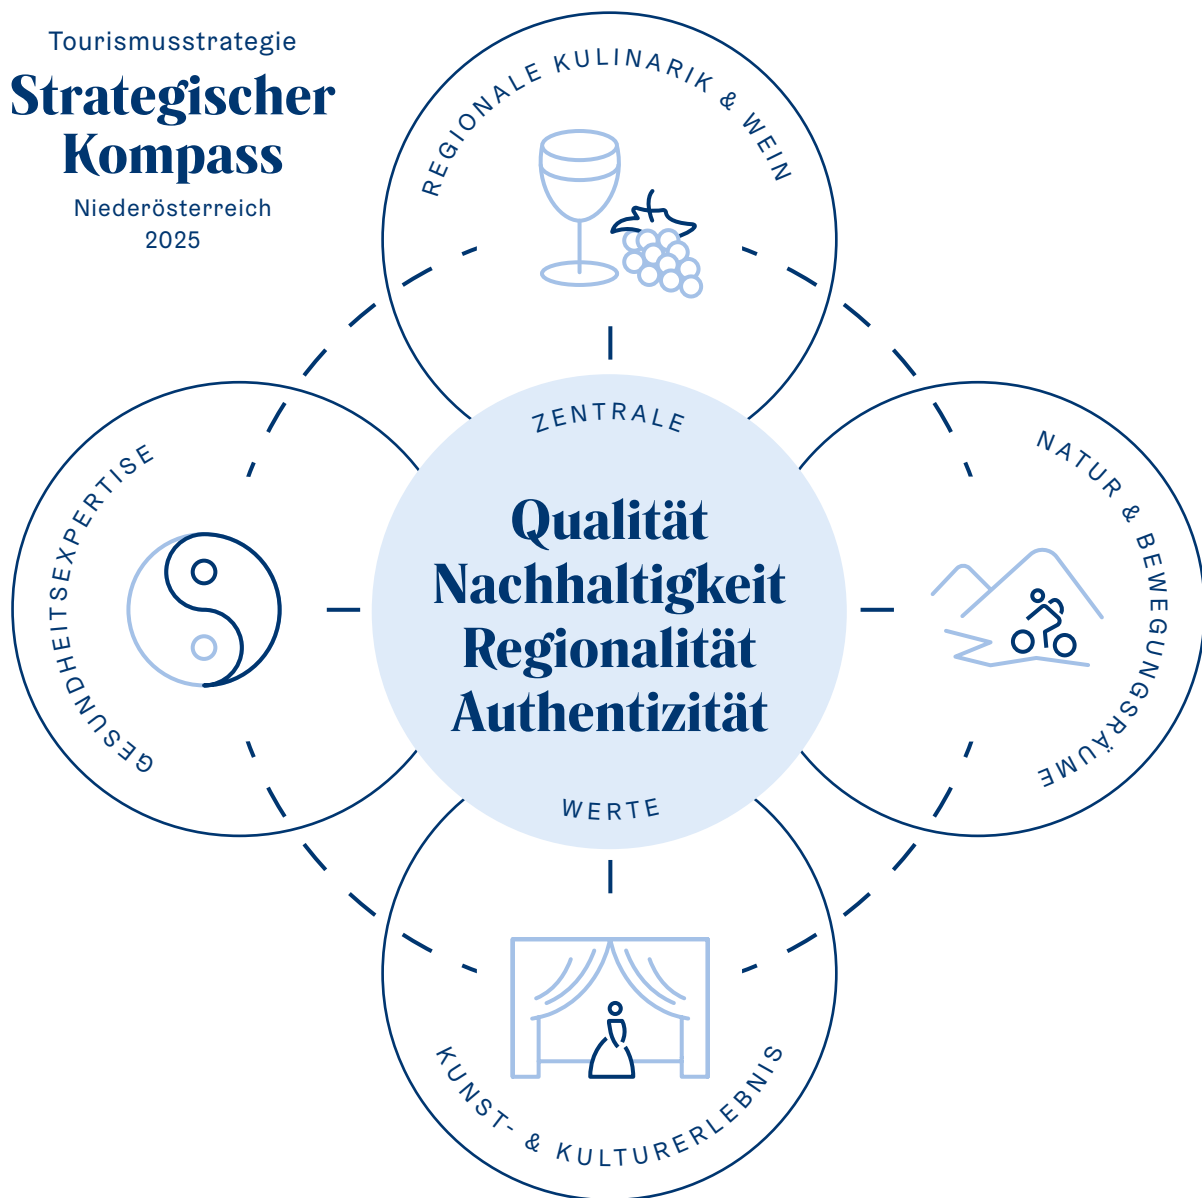 Tourismusstrategie
Strategischer
Kompass
Niederösterreich
2025
REGIONALE KULINARIK & WEIN
GESUNDHEITSEXPERTISE
ZENTRALE
Qualität
Nachhaltigkeit
Regionalität
Authentizität
WERTE
NATUR & BEWEGUNGSRÄUME
KUNST- & KULTURERLEBNIS